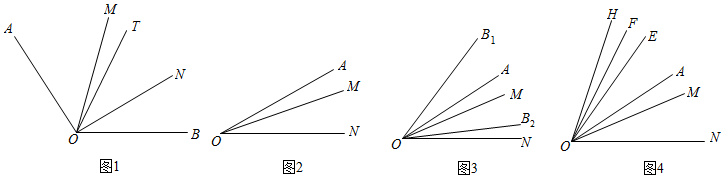 A M T N O B
图1
A M N O
图2
B1 A M B2 N O
图3
H F E A M N O
图4